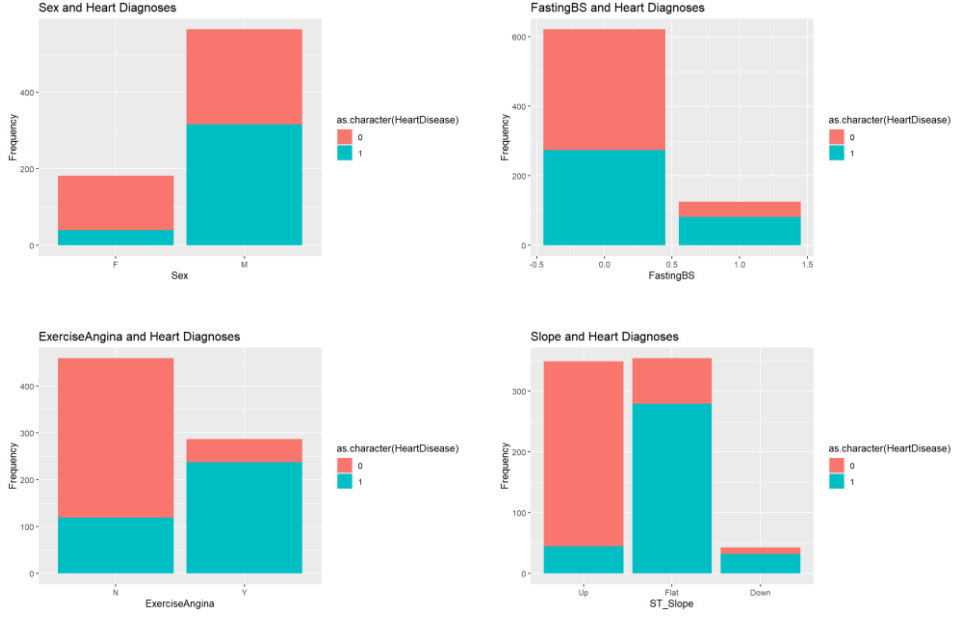 Sex and Heart Diagnoses
Frequency
400
200
0
F
M
Sex
as.character(HeartDisease)
0
1
FastingBS and Heart Diagnoses
Frequency
600
400
200
0
-0.5
0.0
0.5
1.0
1.5
FastingBS
as.character(HeartDisease)
0
1
ExerciseAngina and Heart Diagnoses
Frequency
400
300
200
100
0
N
Y
ExerciseAngina
as.character(HeartDisease)
0
1
Slope and Heart Diagnoses
Frequency
300
200
100
0
Up
Flat
Down
ST_Slope
as.character(HeartDisease)
0
1